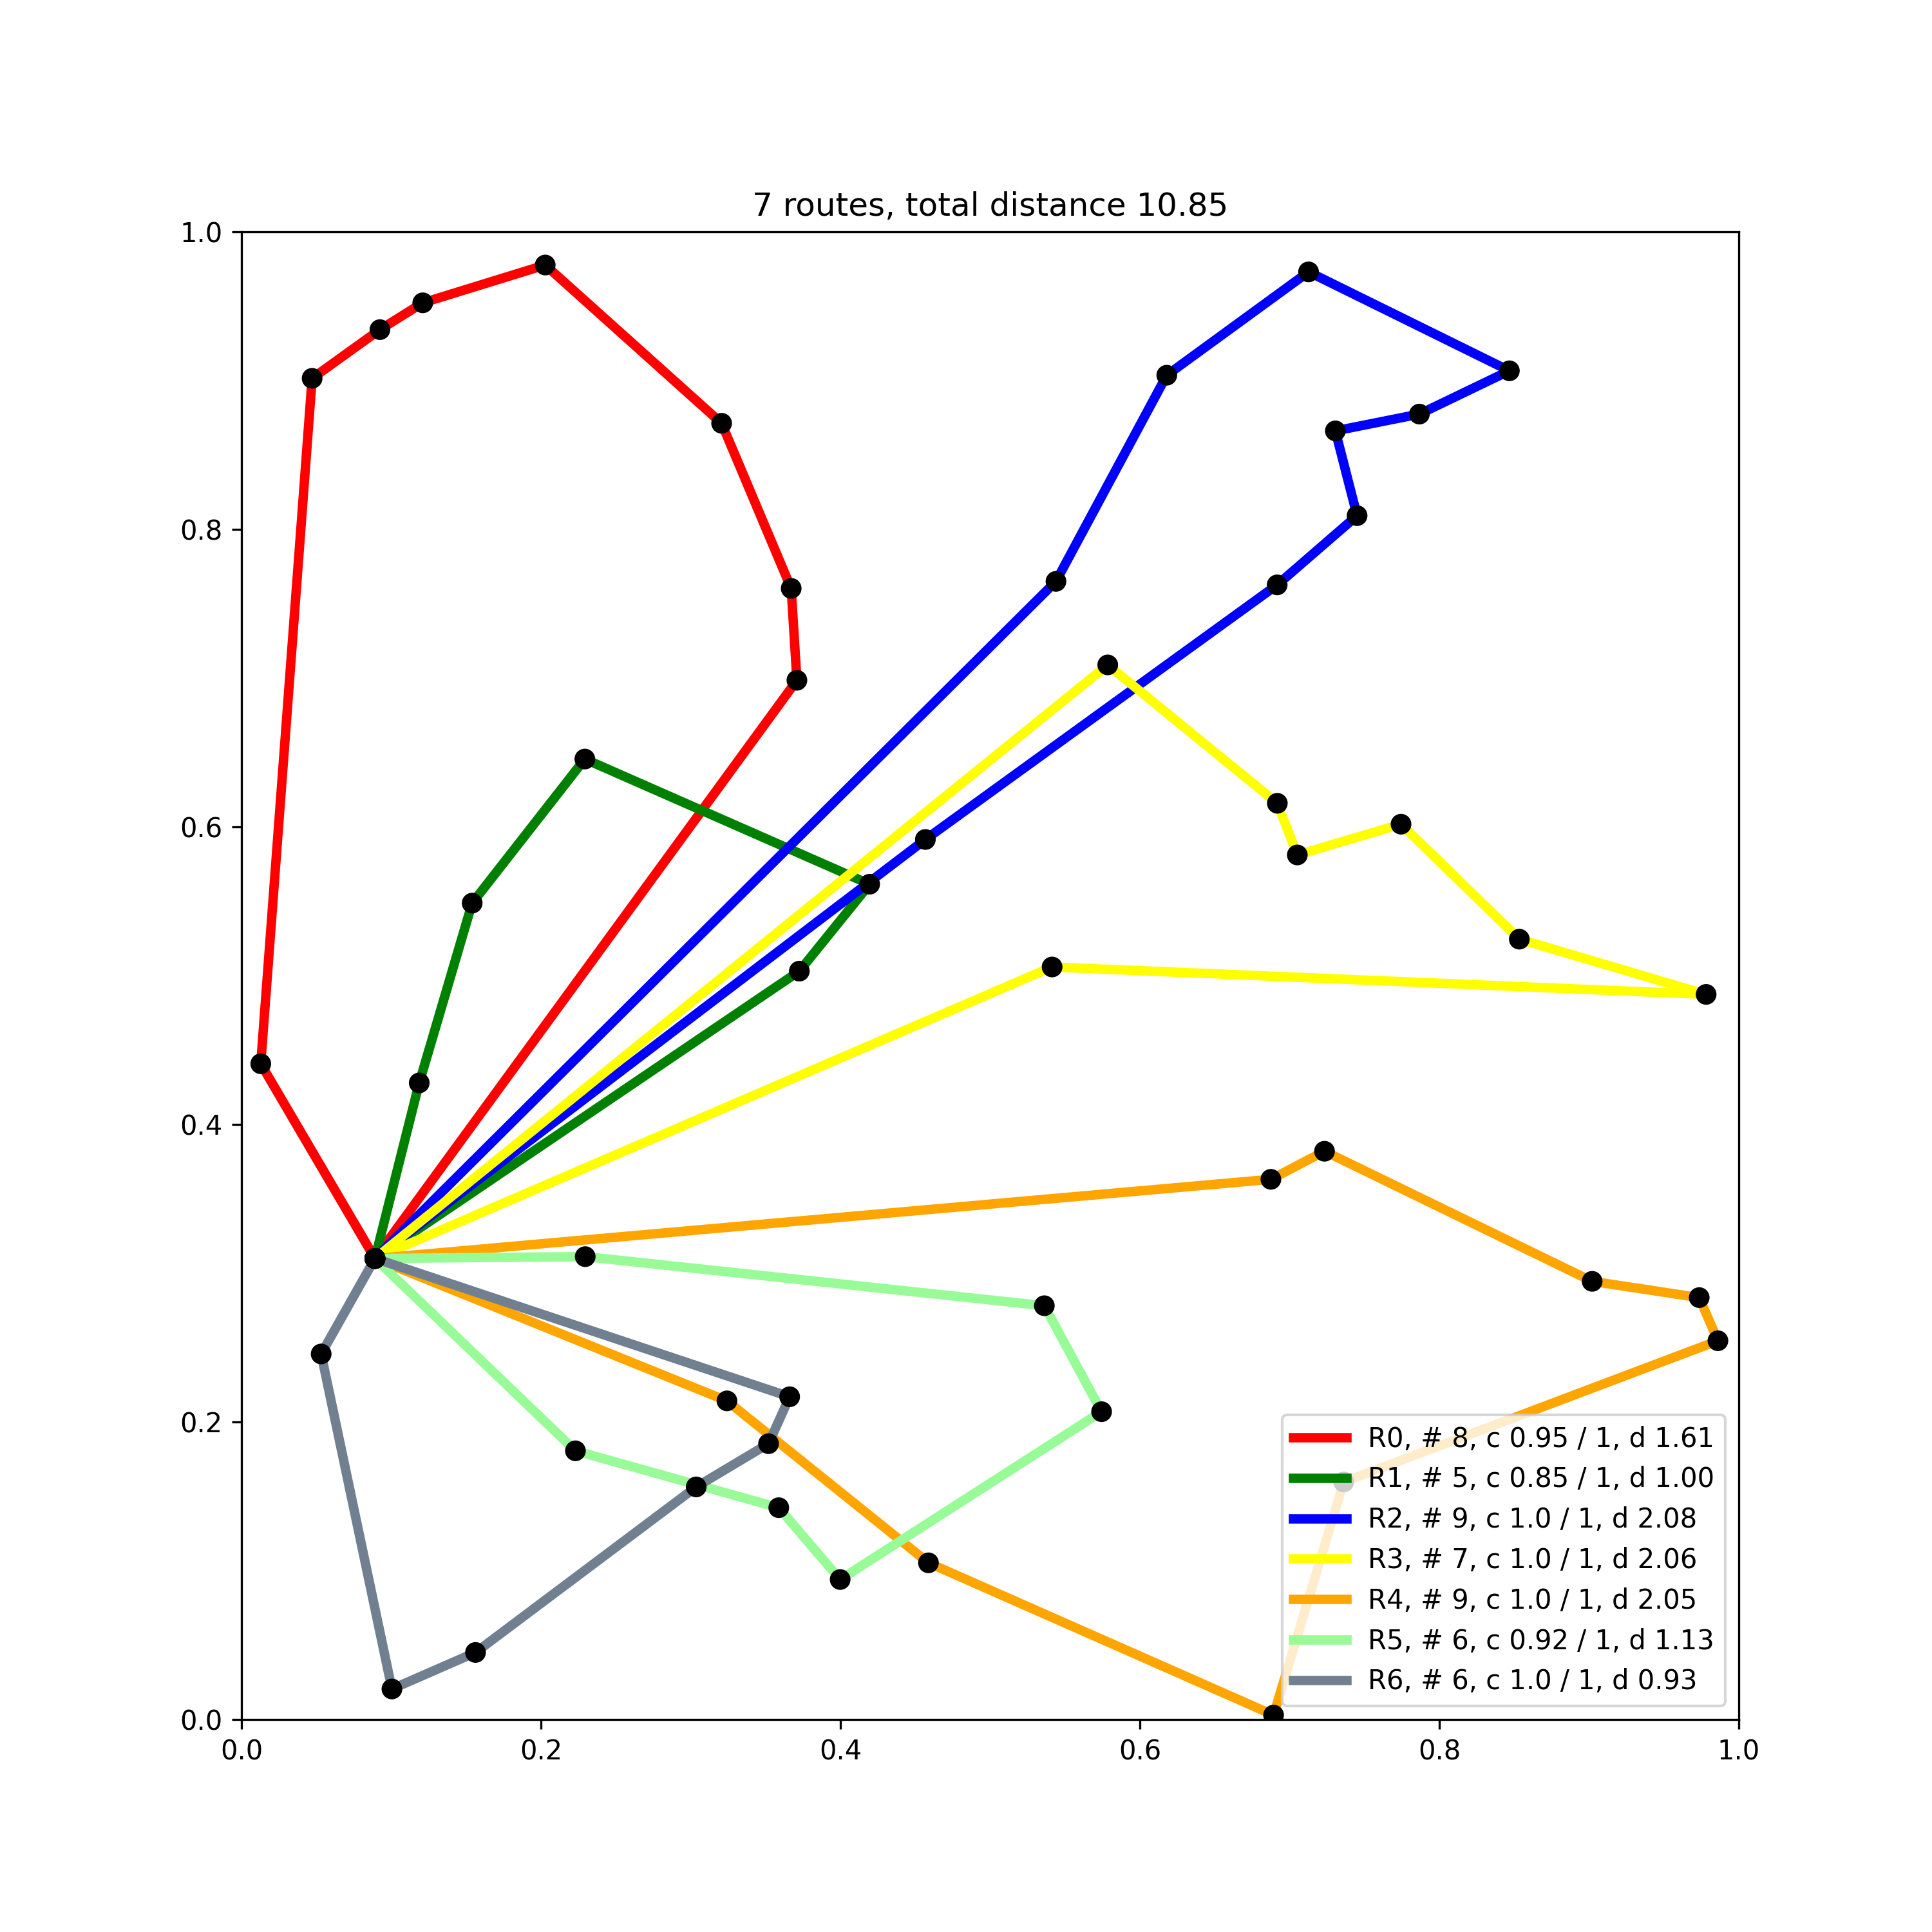 7 routes, total distance 10.85
1.0
0.8
0.6
0.4
0.2
0.0
0.0 0.2 0.4 0.6 0.8 1.0
R0, # 8, c 0.95 / 1, d 1.61
R1, # 5, c 0.85 / 1, d 1.00
R2, # 9, c 1.0 / 1, d 2.08
R3, # 7, c 1.0 / 1, d 2.06
R4, # 9, c 1.0 / 1, d 2.05
R5, # 6, c 0.92 / 1, d 1.13
R6, # 6, c 1.0 / 1, d 0.93